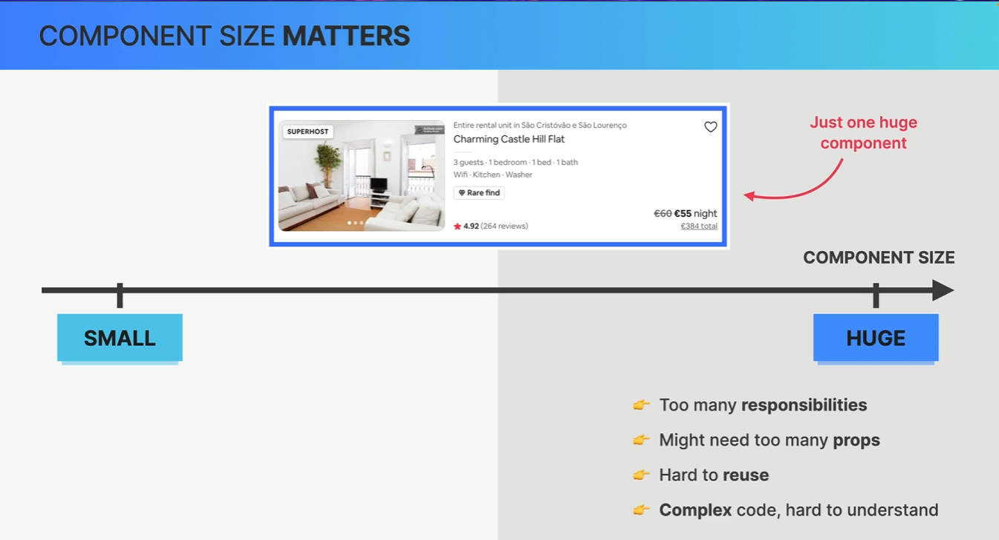 COMPONENT SIZE MATTERS
SUPERHOST
Entire rental unit in São Cristóvão e São Lourenço
Charming Castle Hill Flat
3 guests · 1 bedroom · 1 bed · 1 bath
Wifi · Kitchen · Washer
Rare find
4.92 (264 reviews)
€60 €55 night
€384 total
Just one huge
component
COMPONENT SIZE
SMALL
HUGE
👉 Too many responsibilities
👉 Might need too many props
👉 Hard to reuse
👉 Complex code, hard to understand